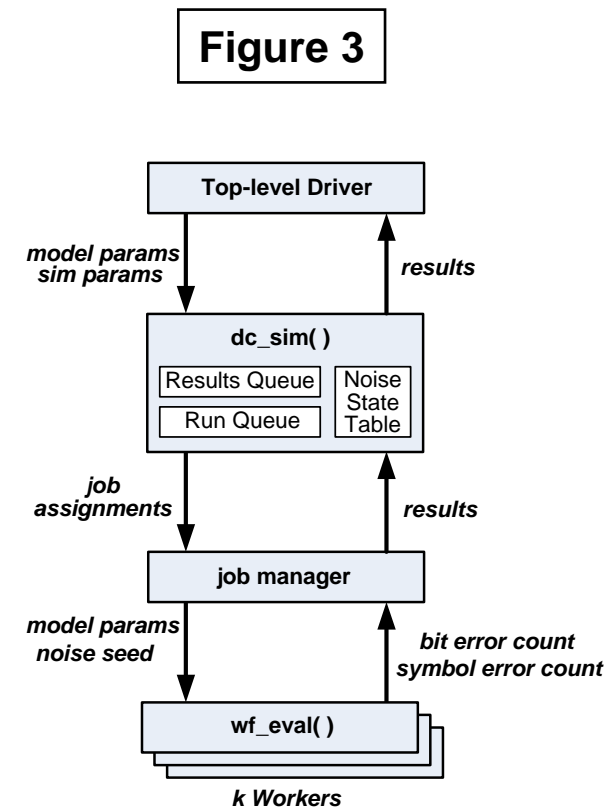 Figure 3
Top-level Driver
model params
sim params
results
dc_sim( )
Results Queue
Run Queue
Noise
State
Table
job
assignments
results
job manager
model params
noise seed
bit error count
symbol error count
wf_eval( )
k Workers